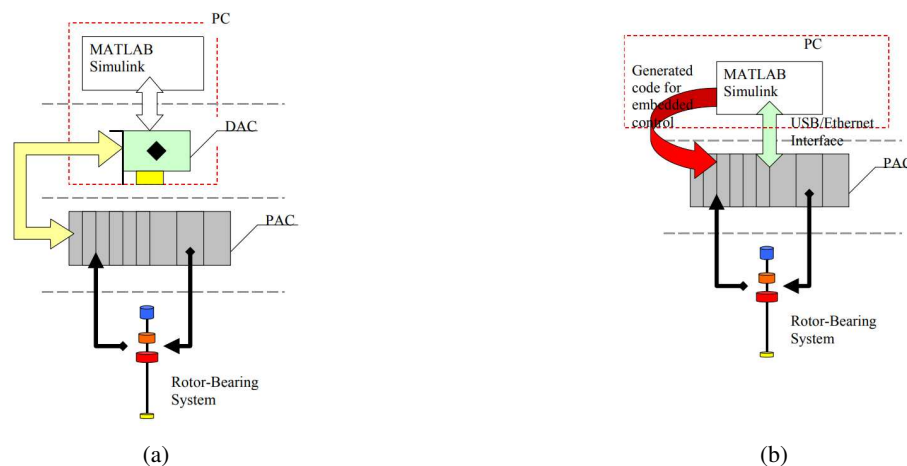 PC
MATLAB
Simulink
DAC
PAC
Rotor-Bearing
System
(a)
PC
Generated
code for
embedded
control
MATLAB
Simulink
USB/Ethernet
Interface
PAC
Rotor-Bearing
System
(b)